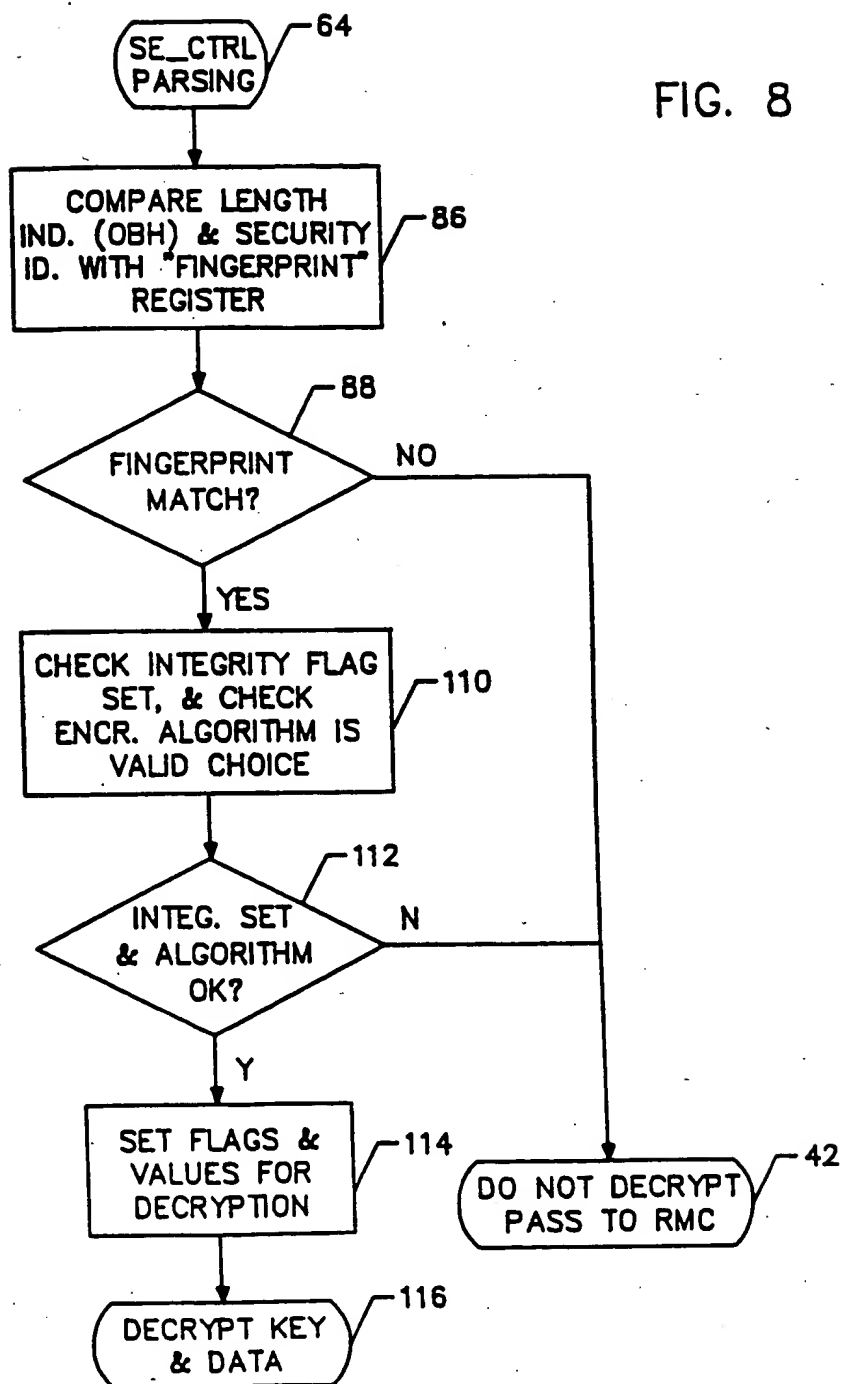 64
SE_CTRL
PARSING
FIG. 8
COMPARE LENGTH
IND. (OBH) & SECURITY
ID. WITH "FINGERPRINT"
REGISTER
86
88
FINGERPRINT
MATCH?
NO
YES
CHECK INTEGRITY FLAG
SET, & CHECK
ENCR. ALGORITHM IS
VALID CHOICE
110
112
INTEG. SET
& ALGORITHM
OK?
N
Y
SET FLAGS &
VALUES FOR
DECRYPTION
114
DO NOT DECRYPT
PASS TO RMC
42
DECRYPT KEY
& DATA
116